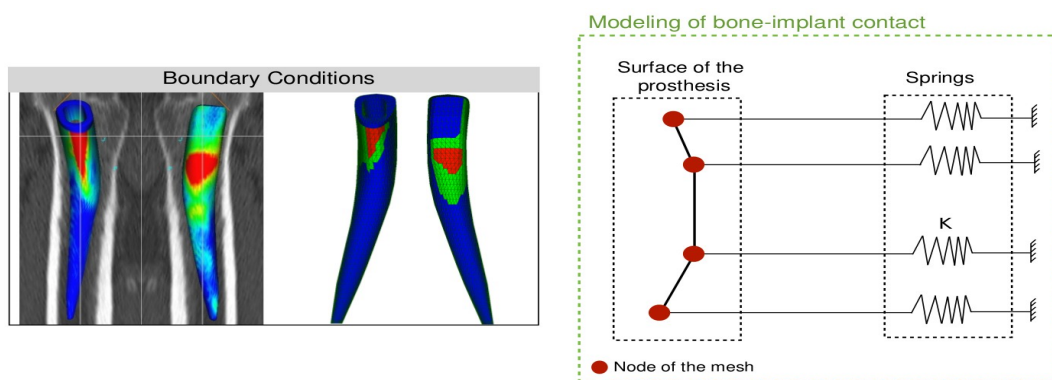 Boundary Conditions
Modeling of bone-implant contact
Surface of the
prosthesis
Springs
K
Node of the mesh